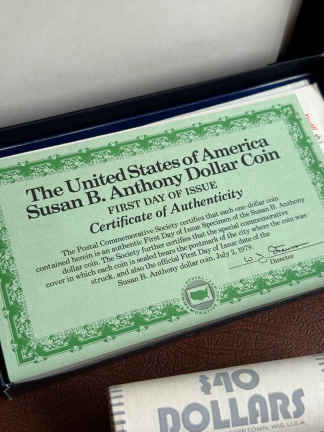 The United States of America
Susan B. Anthony Dollar Coin
FIRST DAY OF ISSUE
Certificate of Authenticity
The Postal Commemorative Society certifies that each one dollar coin
contained herein is an authentic First Day of Issue Specimen of the Susan B. Anthony
dollar coin. The Society further certifies that the special commemorative
cover in which each coin is sealed bears the postmark of the city where the coin was
struck, and also the official First Day of Issue date of the
Susan B. Anthony dollar coin, July 2, 1979.
Director
$40
DOLLARS